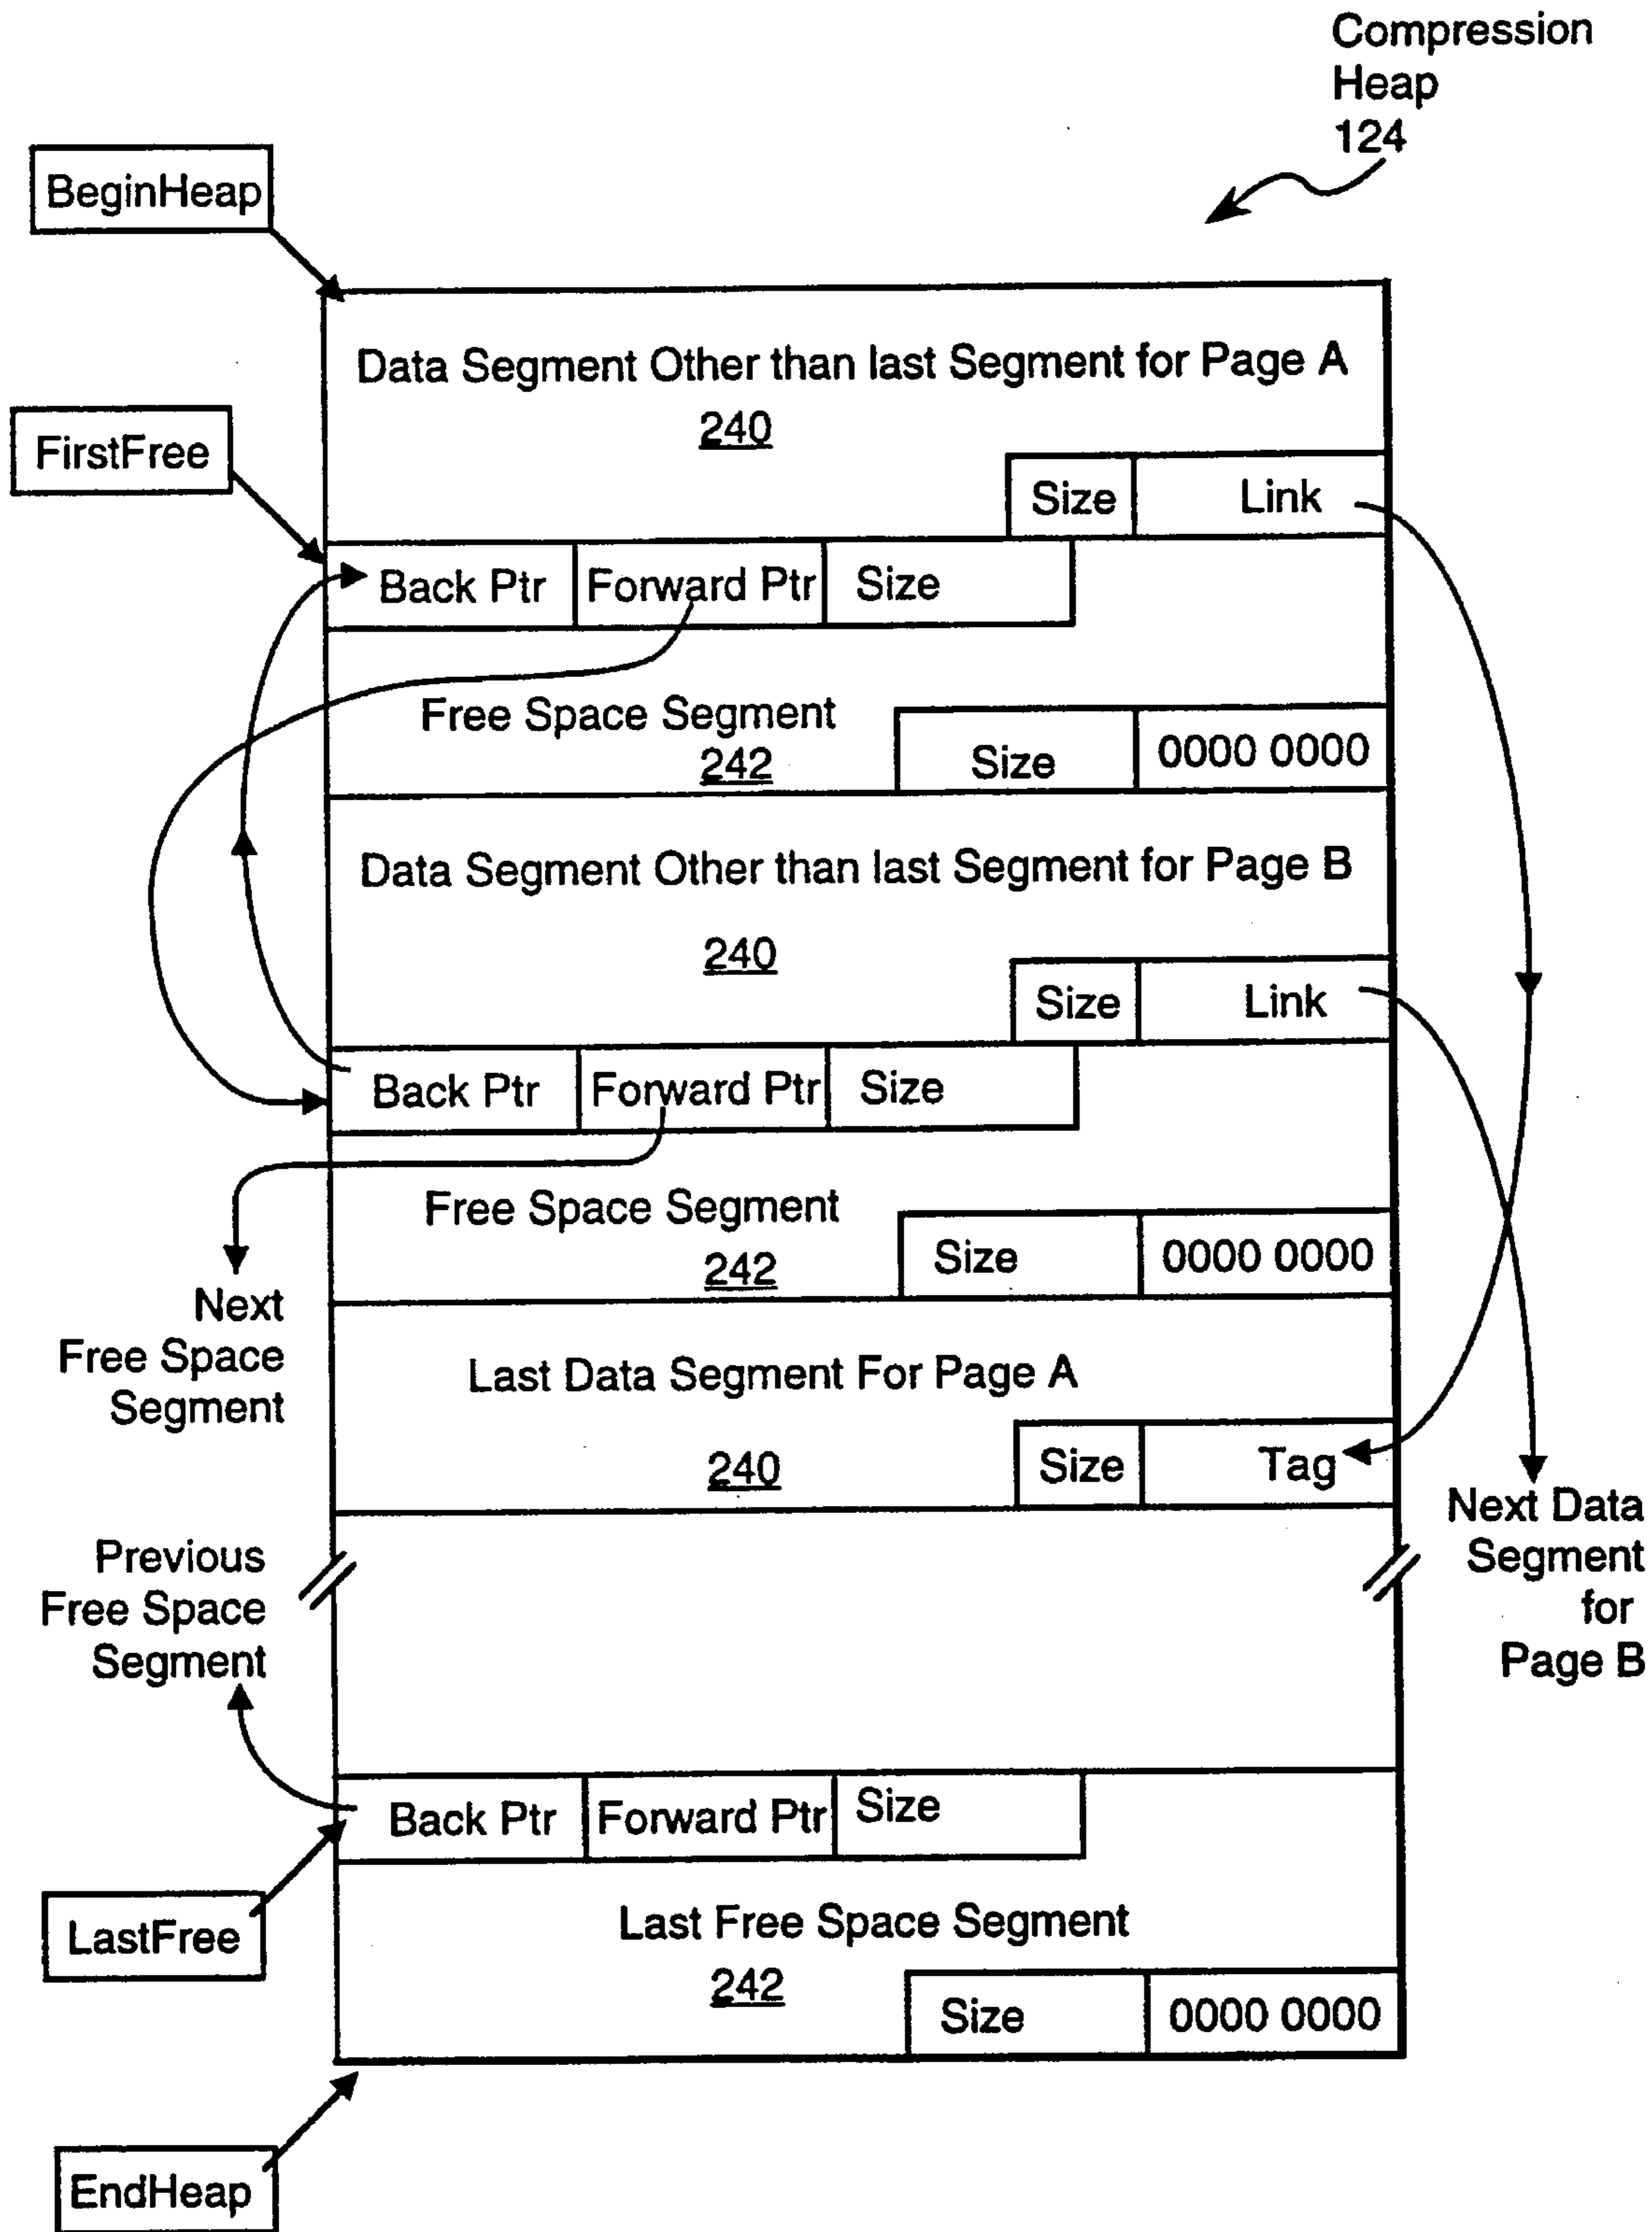 Compression
Heap
124
BeginHeap
Data Segment Other than last Segment for Page A
240
FirstFree
Size
Link
Back Ptr
Forward Ptr
Size
Free Space Segment
242
Size
0000 0000
Data Segment Other than last Segment for Page B
240
Size
Link
Back Ptr
Forward Ptr
Size
Free Space Segment
242
Size
0000 0000
Next
Free Space
Segment
Last Data Segment For Page A
240
Size
Tag
Next Data
Segment
for
Page B
Previous
Free Space
Segment
Back Ptr
Forward Ptr
Size
LastFree
Last Free Space Segment
242
Size
0000 0000
EndHeap